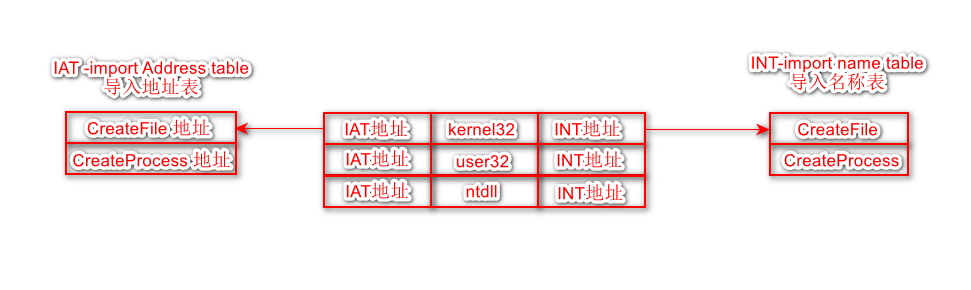 IAT -import Address table
导入地址表
INT-import name table
导入名称表
CreateFile 地址
IAT地址
kernel32
INT地址
CreateFile
CreateProcess 地址
IAT地址
user32
INT地址
CreateProcess
IAT地址
ntdll
INT地址